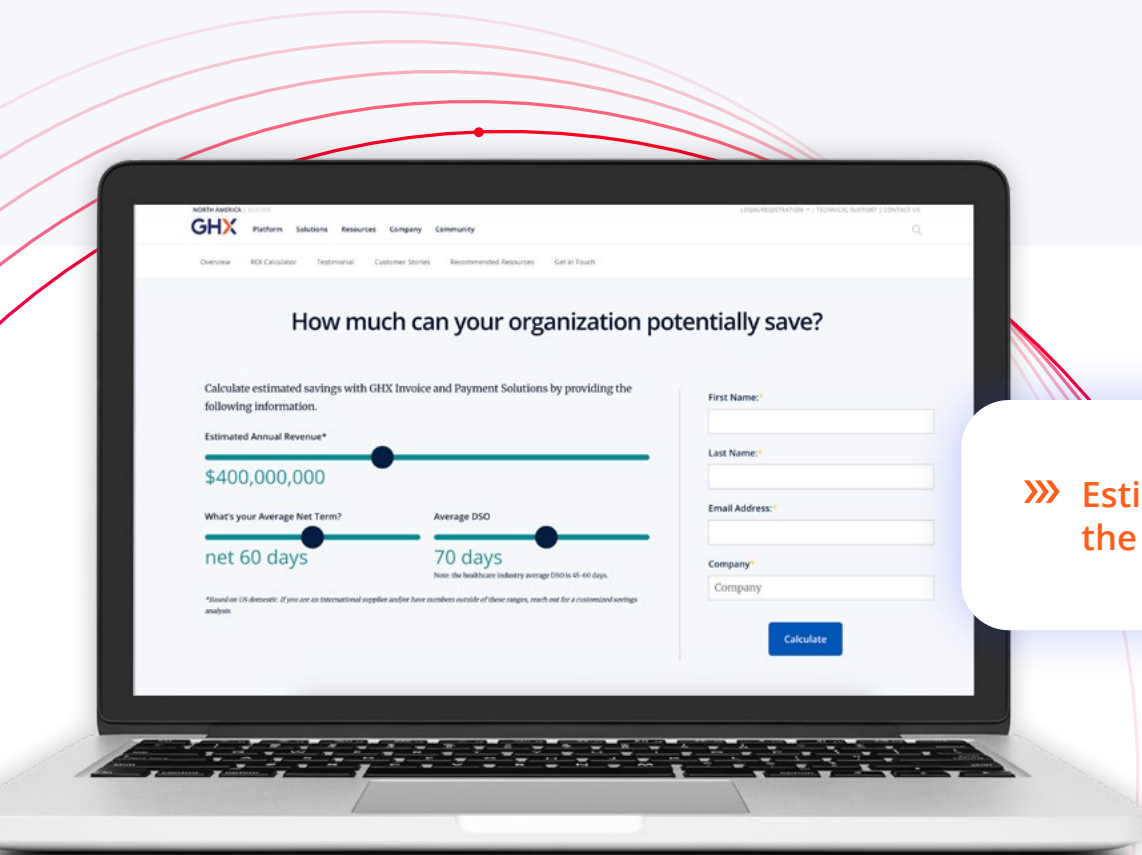 NORTH AMERICA | EUROPE
LOGIN/REGISTRATION | TECHNICAL SUPPORT | CONTACT US
GHX Platform Solutions Resources Company Community
Overview ROI Calculator Testimonial Customer Stories Recommended Resources Get in Touch
How much can your organization potentially save?
Calculate estimated savings with GHX Invoice and Payment Solutions by providing the
following information.
Estimated Annual Revenue*
$400,000,000
What's your Average Net Term?
net 60 days
Average DSO
70 days
Note: the healthcare industry average DSO is 45-60 days.
*Based on US domestic. If you are an international supplier and/or have numbers outside of these ranges, reach out for a customized savings
analysis.
First Name:*
Last Name:*
Email Address:*
Company*
Company
Calculate
Esti
the
control option
option